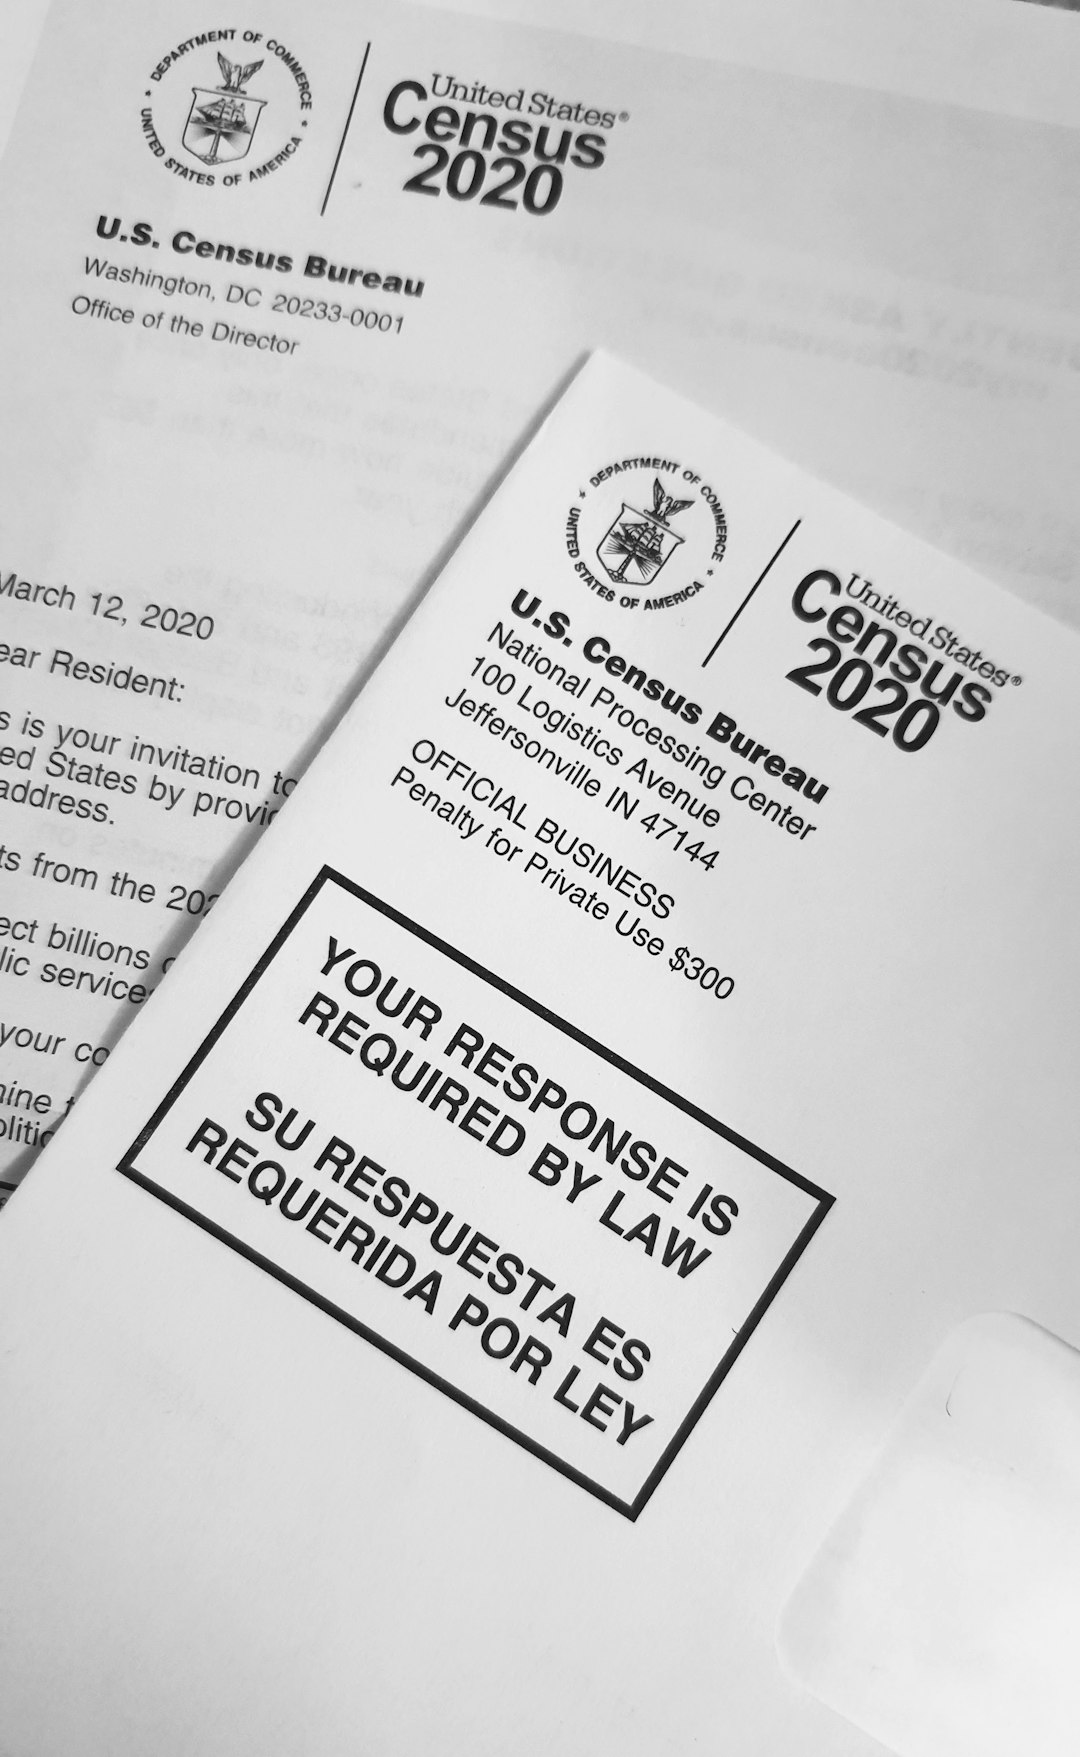 DEPARTMENT OF COMMERCE
UNITED STATES OF AMERICA
United States®
Census
2020
U.S. Census Bureau
Washington, DC 20233-0001
Office of the Director
March 12, 2020
ear Resident:
s is your invitation to
ed States by provi
address.
ts from the 202
ect billions
lic service
your co
nine
olitic
DEPARTMENT OF COMMERCE
UNITED STATES OF AMERICA
United States®
Census
2020
U.S. Census Bureau
National Processing Center
100 Logistics Avenue
Jeffersonville IN 47144
OFFICIAL BUSINESS
Penalty for Private Use $300
YOUR RESPONSE IS
REQUIRED BY LAW
SU RESPUESTA ES
REQUERIDA POR LEY